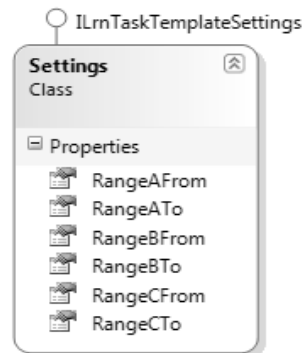 ILrnTaskTemplateSettings
Settings
Class
Properties
RangeAFrom
RangeATo
RangeBFrom
RangeBTo
RangeCFrom
RangeCTo